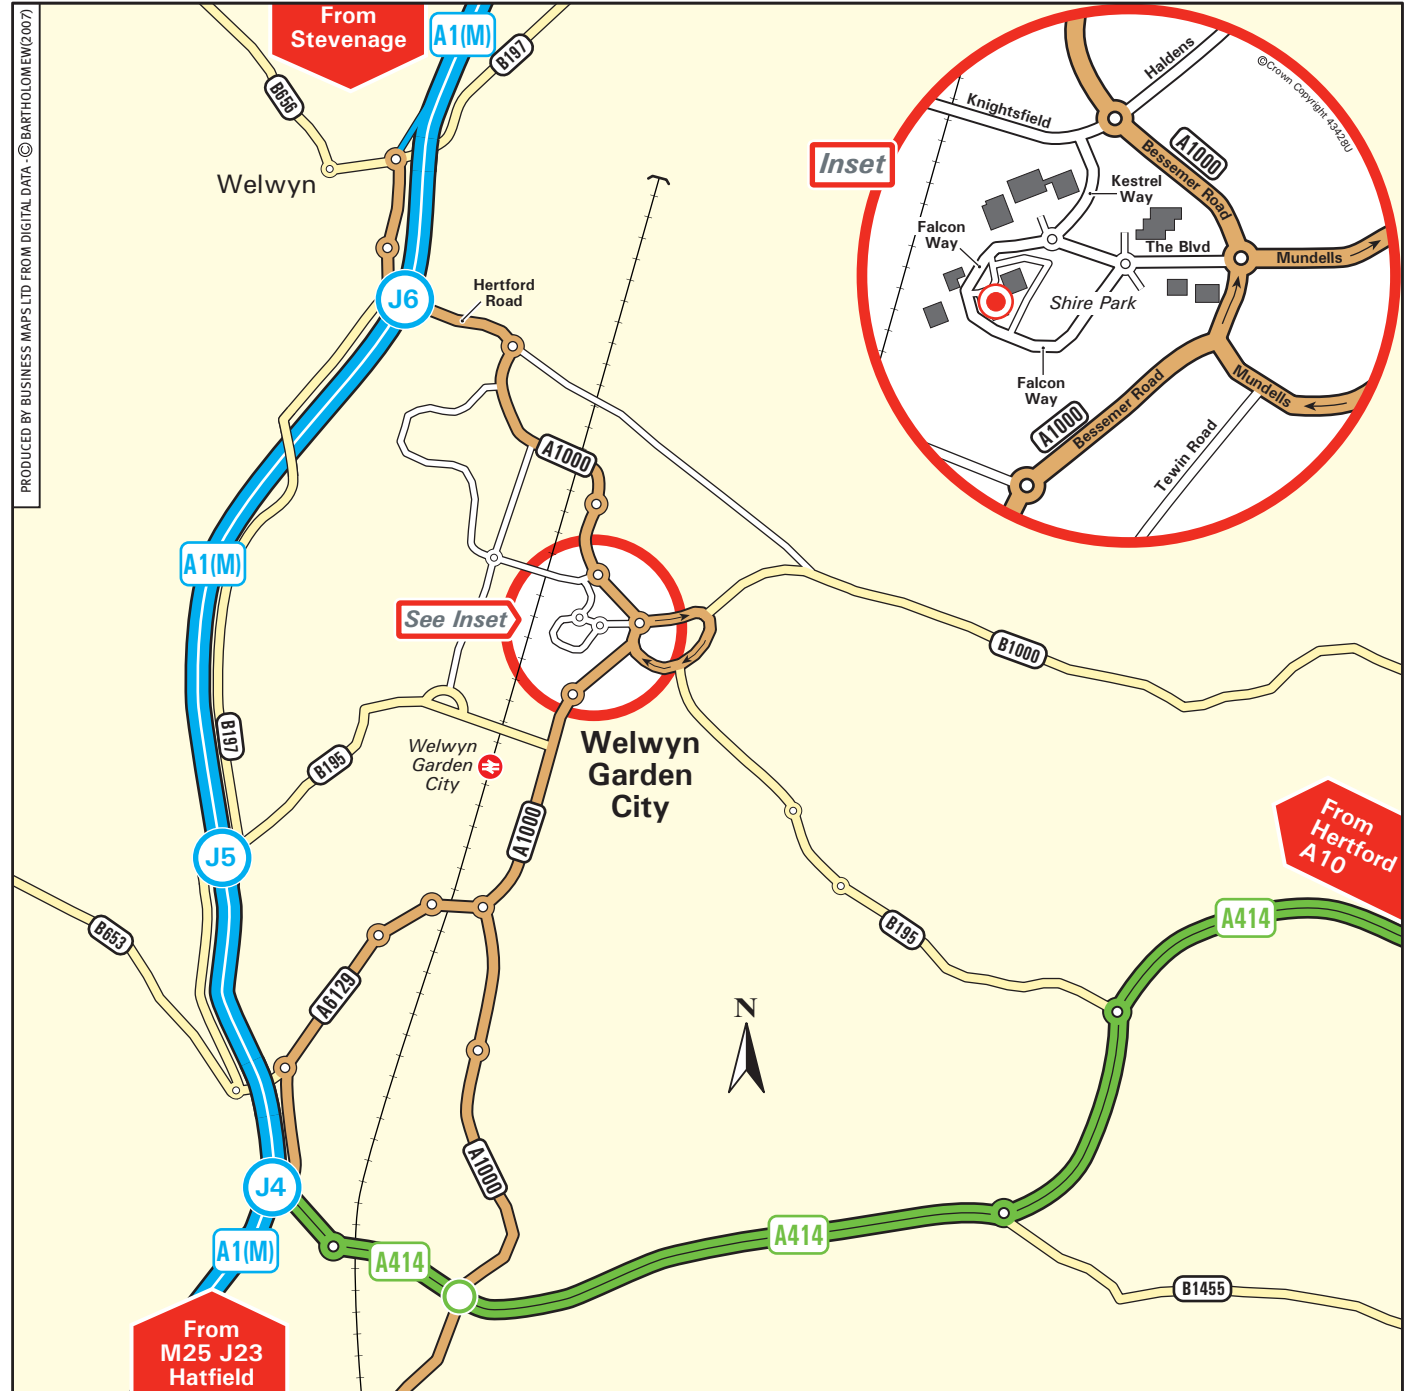 PRODUCED BY BUSINESS MAPS LTD FROM DIGITAL DATA - © BARTHOLOMEW(2007)
From
Stevenage
A1(M)
B197
B656
Welwyn
J6
Hertford
Road
A1000
A1(M)
See Inset
B197
B195
Welwyn
Garden
City
Welwyn
Garden
City
A1000
B1000
J5
B653
A6129
B195
From
Hertford
A10
A414
N
A1000
J4
A1(M)
A414
A414
B1455
From
M25 J23
Hatfield
Inset
©Crown Copyright 43428U
Haldens
Knightsfield
A1000
Bessemer Road
Kestrel
Way
Falcon
Way
The Blvd
Mundells
Shire Park
Falcon
Way
Mundells
A1000
Bessemer Road
Tewin Road